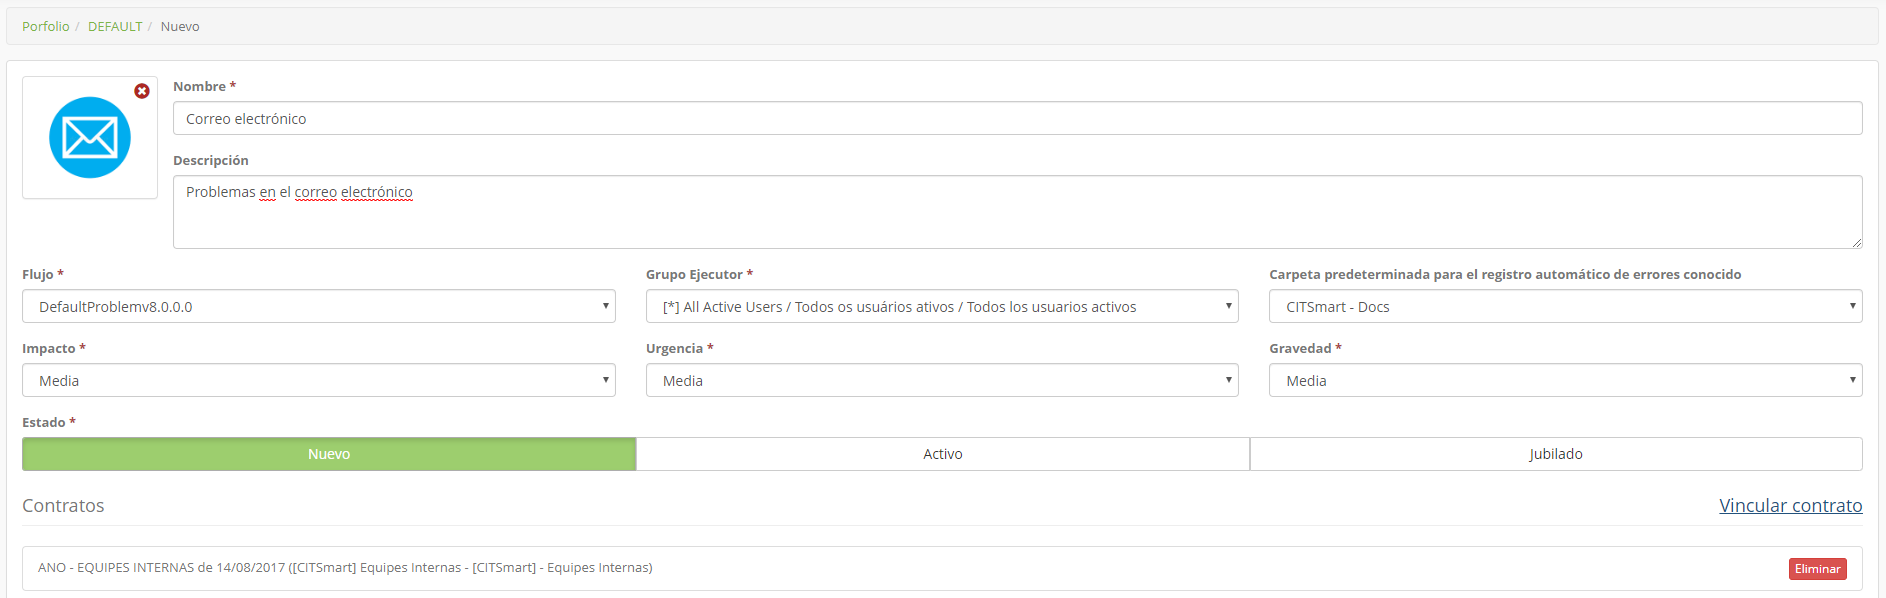 Porfolio / DEFAULT / Nuevo
Nombre *
Correo electrónico
Descripción
Problemas en el correo electrónico
Flujo * Grupo Ejecutor * Carpeta predeterminada para el registro automático de errores conocido
DefaultProblemv8.0.0.0 [*] All Active Users / Todos os usuários ativos / Todos los usuarios activos CITSmart - Docs
Impacto * Urgencia * Gravedad *
Media Media Media
Estado *
Nuevo Activo Jubilado
Contratos Vincular contrato
ANO - EQUIPES INTERNAS de 14/08/2017 ([CITSmart] Equipes Internas - [CITSmart] - Equipes Internas) Eliminar